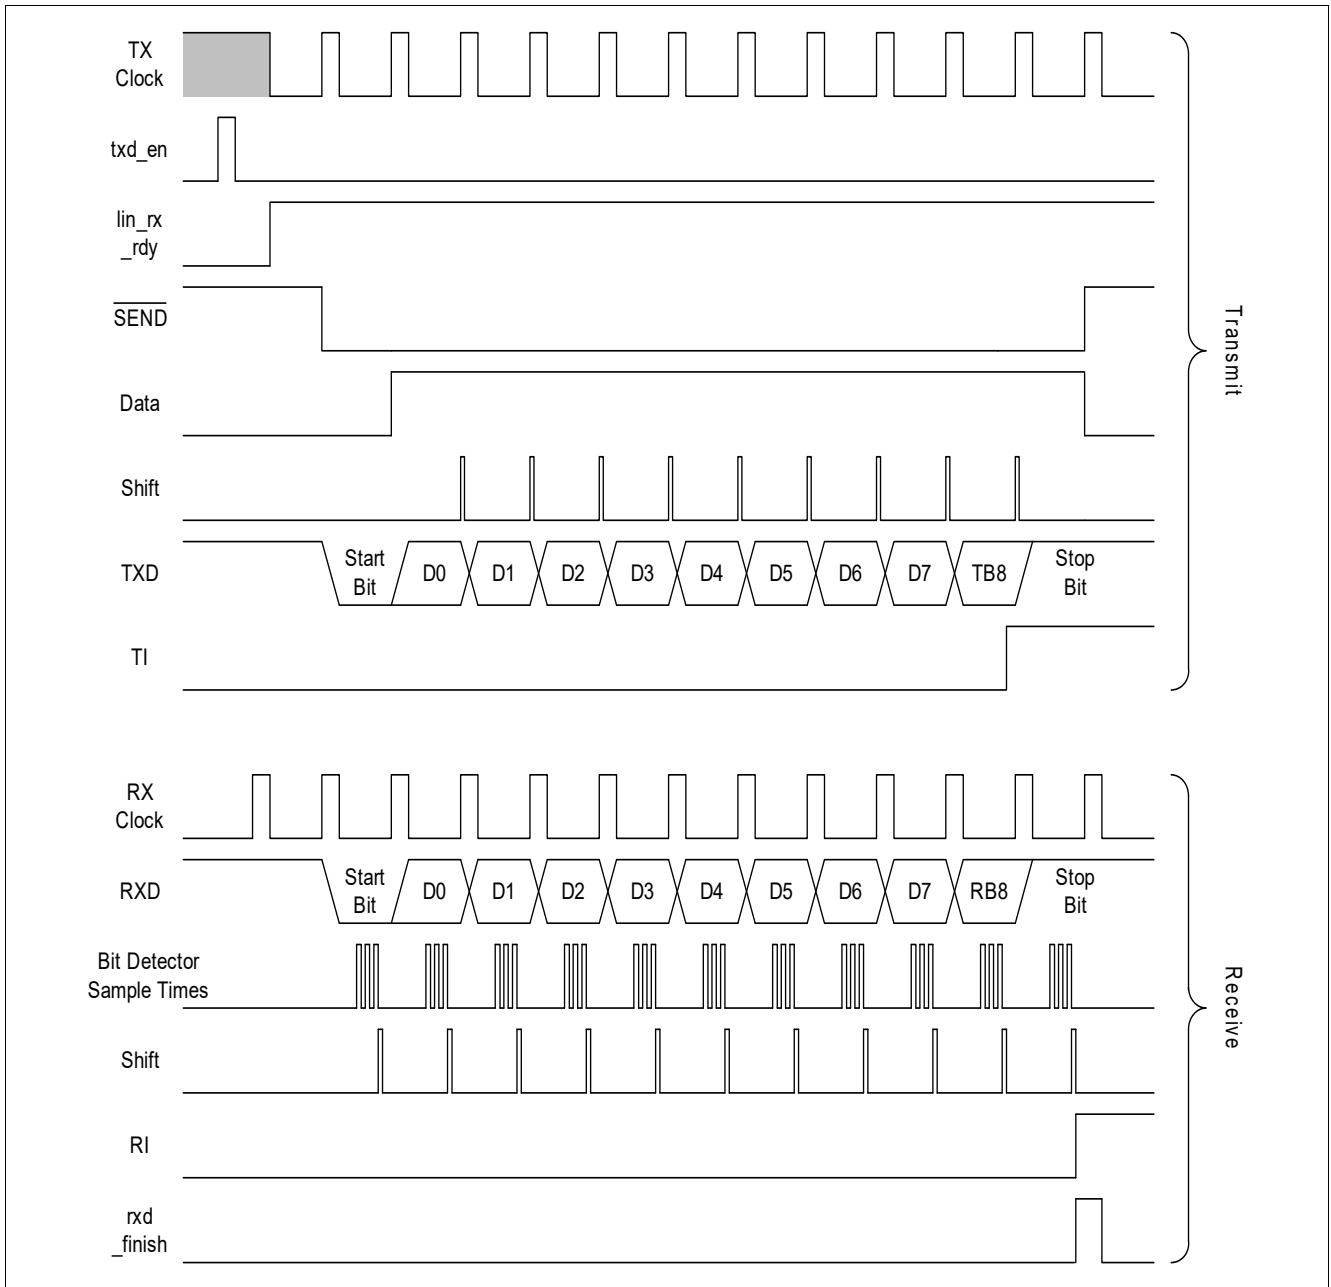 TX
Clock
txd_en
lin_rx
_rdy
SEND
Data
Shift
TXD
Start
Bit
D0
D1
D2
D3
D4
D5
D6
D7
TB8
Stop
Bit
TI
Transmit
RX
Clock
RXD
Start
Bit
D0
D1
D2
D3
D4
D5
D6
D7
RB8
Stop
Bit
Bit Detector
Sample Times
Shift
RI
rxd
_finish
Receive